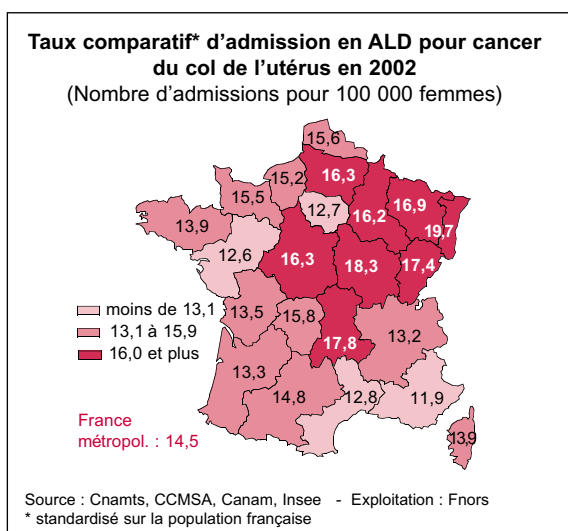 Taux comparatif* d'admission en ALD pour cancer
du col de l'utérus en 2002
(Nombre d'admissions pour 100 000 femmes)
15,6
16,3
15,2
15,5
12,7
16,2
16,9
19,7
13,9
12,6
16,3
18,3
17,4
moins de 13,1
13,1 à 15,9
16,0 et plus
13,5
15,8
17,8
13,2
13,3
14,8
12,8
11,9
13,9
France
métropol. : 14,5
Source : Cnamts, CCMSA, Canam, Insee - Exploitation : Fnors
* standardisé sur la population française